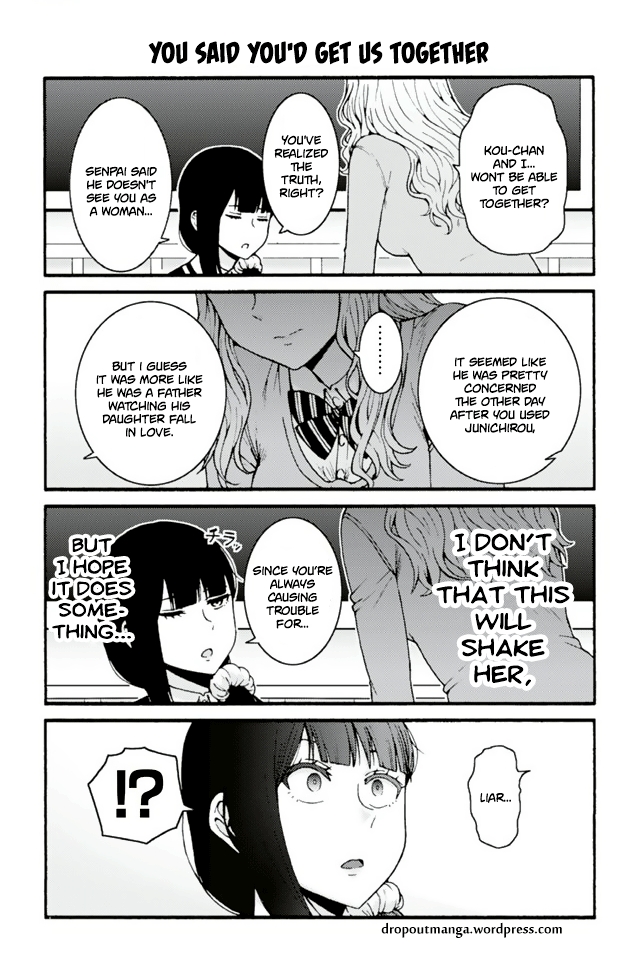 YOU SAID YOU'D GET US TOGETHER
KOU-CHAN
AND I...
WONT BE ABLE
TO GET
TOGETHER?
YOU'VE
REALIZED
THE
TRUTH,
RIGHT?
SENPAI SAID
HE DOESN'T
SEE YOU AS
A WOMAN...
IT SEEMED LIKE
HE WAS PRETTY
CONCERNED
THE OTHER DAY
AFTER YOU USED
JUNICHIROU,
........
BUT I GUESS
IT WAS MORE LIKE
HE WAS A FATHER
WATCHING HIS
DAUGHTER FALL
IN LOVE.
I DON'T
THINK
THAT THIS
WILL
SHAKE
HER,
SINCE YOU'RE
ALWAYS
CAUSING
TROUBLE
FOR...
チラッ
BUT
I HOPE
IT DOES
SOME-
THING...
LIAR...
!?
dropoutmanga.wordpress.com